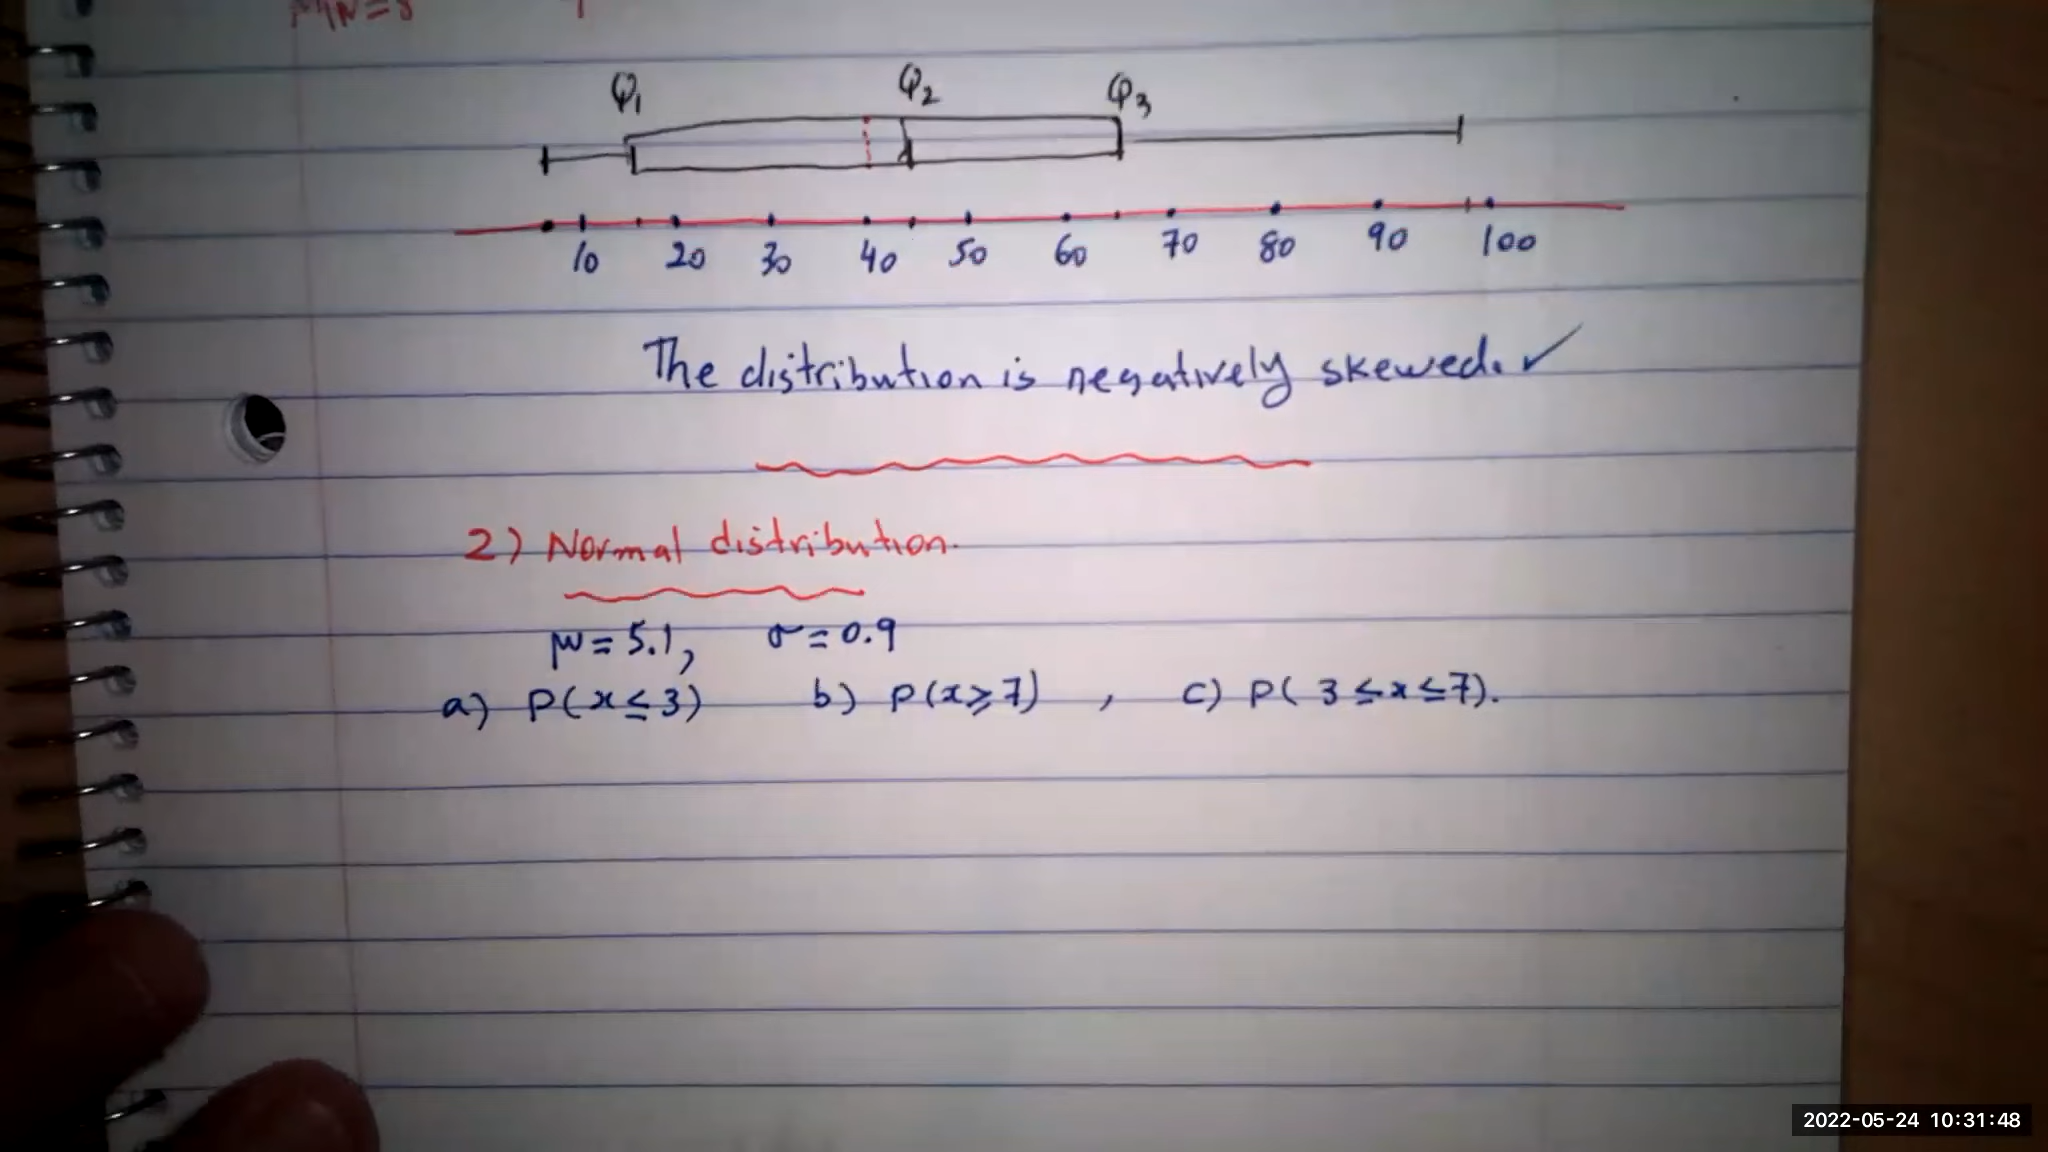 Q1 Q2 Q3
10 20 30 40 50 60 70 80 90 100
The distribution is negatively skewed. ✓
2) Normal distribution.
μ = 5.1, σ = 0.9
a) P(x ≤ 3) b) P(x ⩾ 7) , c) P( 3 ≤ x ≤ 7).
2022-05-24 10:31:48